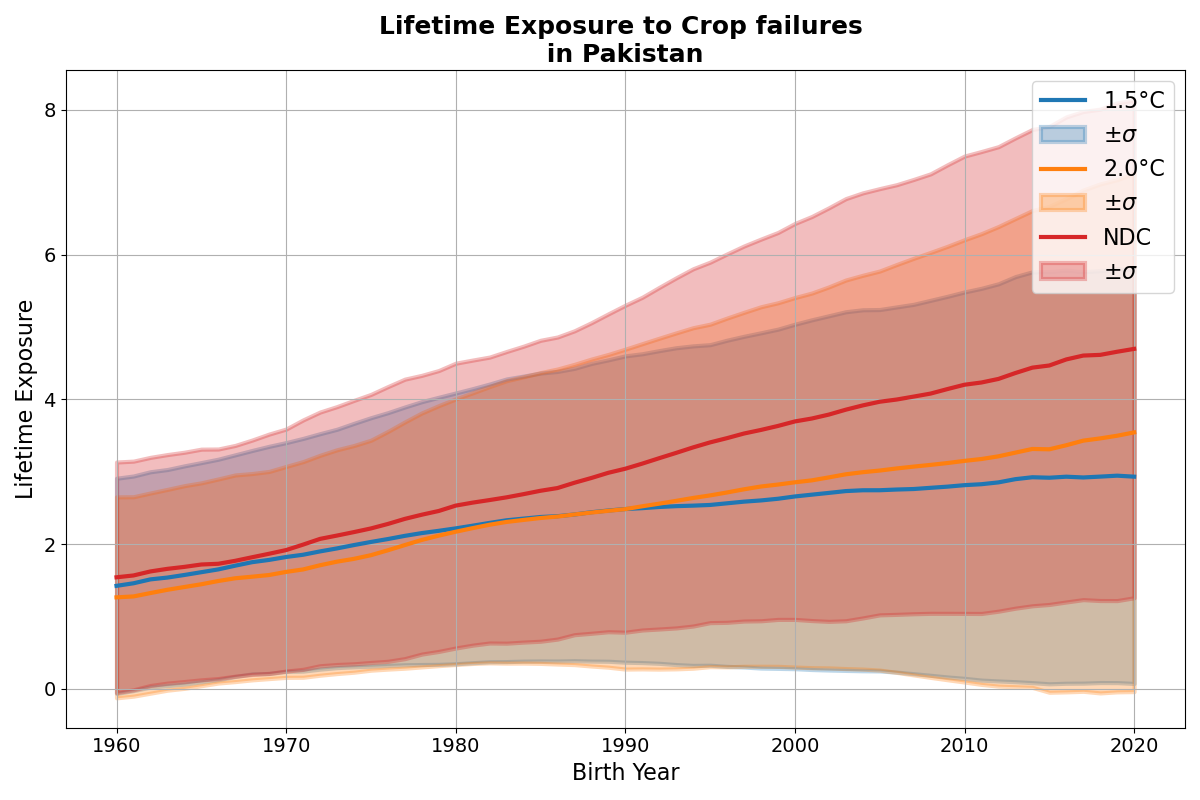 Lifetime Exposure to Crop failures
in Pakistan
8
6
4
2
0
Lifetime Exposure
1.5°C
±σ
2.0°C
±σ
NDC
±σ
1960 1970 1980 1990 2000 2010 2020
Birth Year